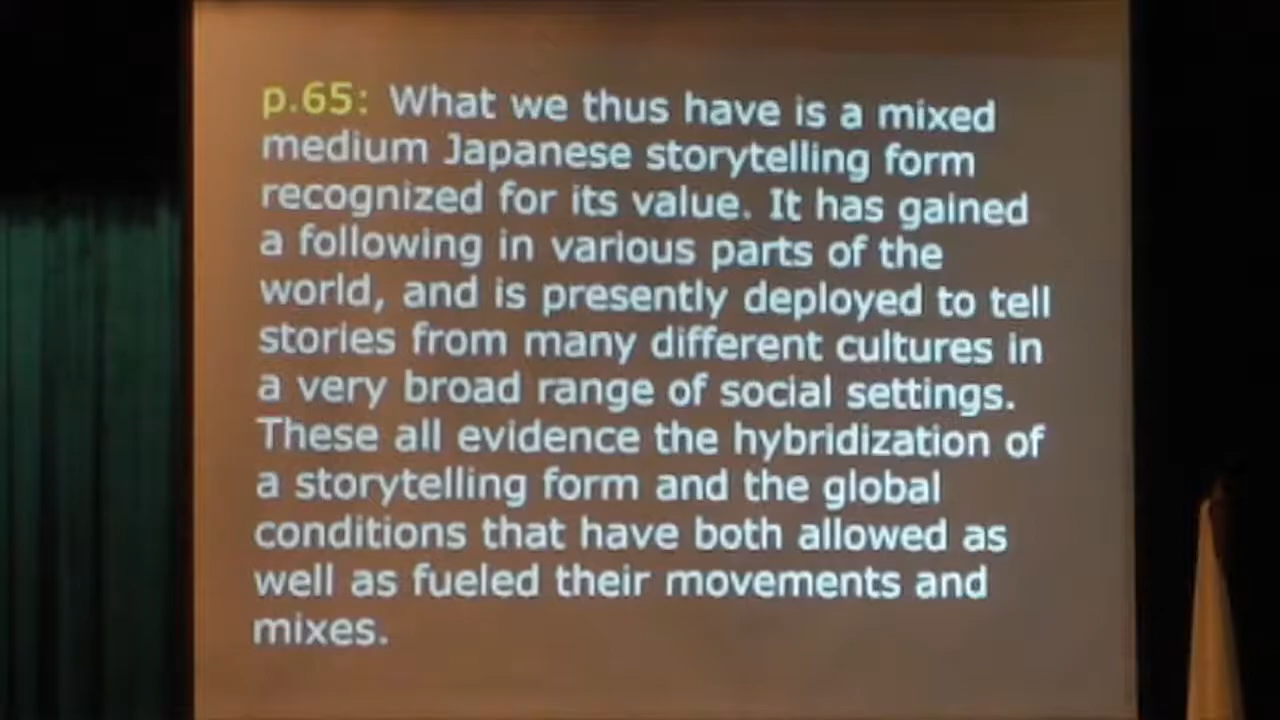 p.65: What we thus have is a mixed
medium Japanese storytelling form
recognized for its value. It has gained
a following in various parts of the
world, and is presently deployed to tell
stories from many different cultures in
a very broad range of social settings.
These all evidence the hybridization of
a storytelling form and the global
conditions that have both allowed as
well as fueled their movements and
mixes.